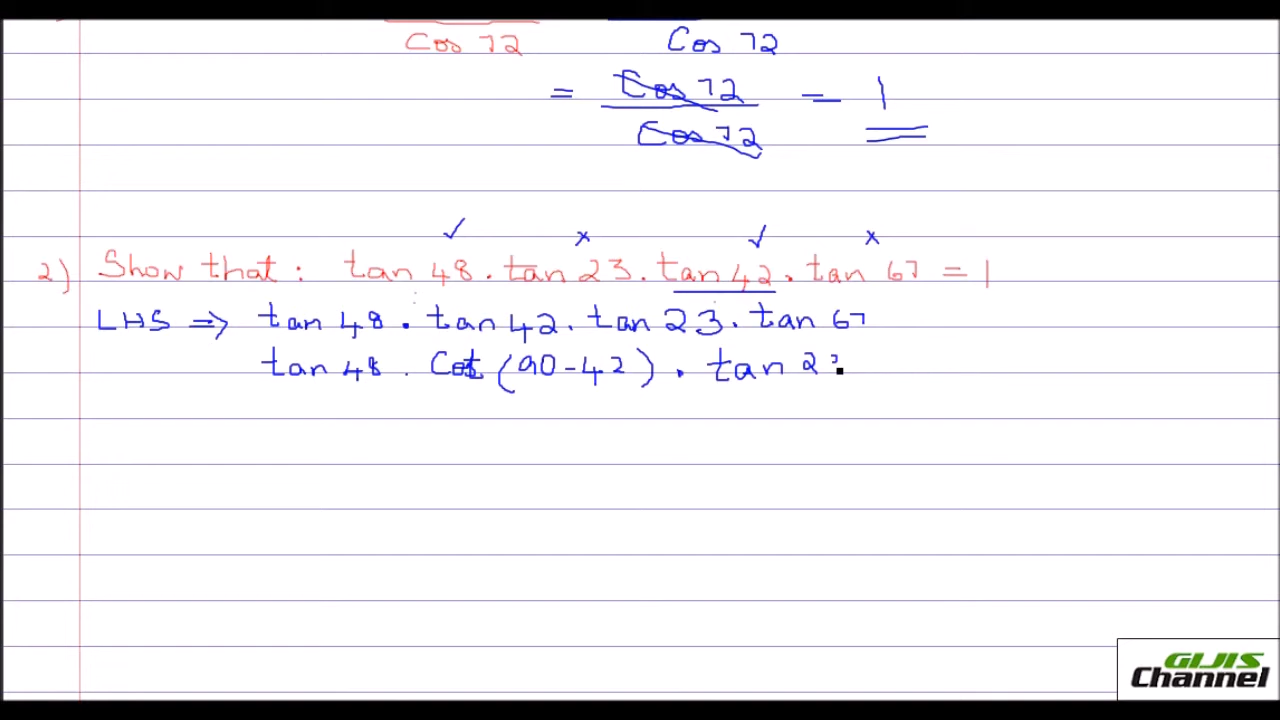 Cos 72 Cos 72
= Cos 72 / Cos 72 = 1
✓ × ✓ ×
2) Show that : tan 48 . tan 23 . tan 42 . tan 67 = 1
LHS ⇒ tan 48 . tan 42 . tan 23 . tan 67
tan 48 . Cot (90 - 42) . tan 23
GIJIS
Channel